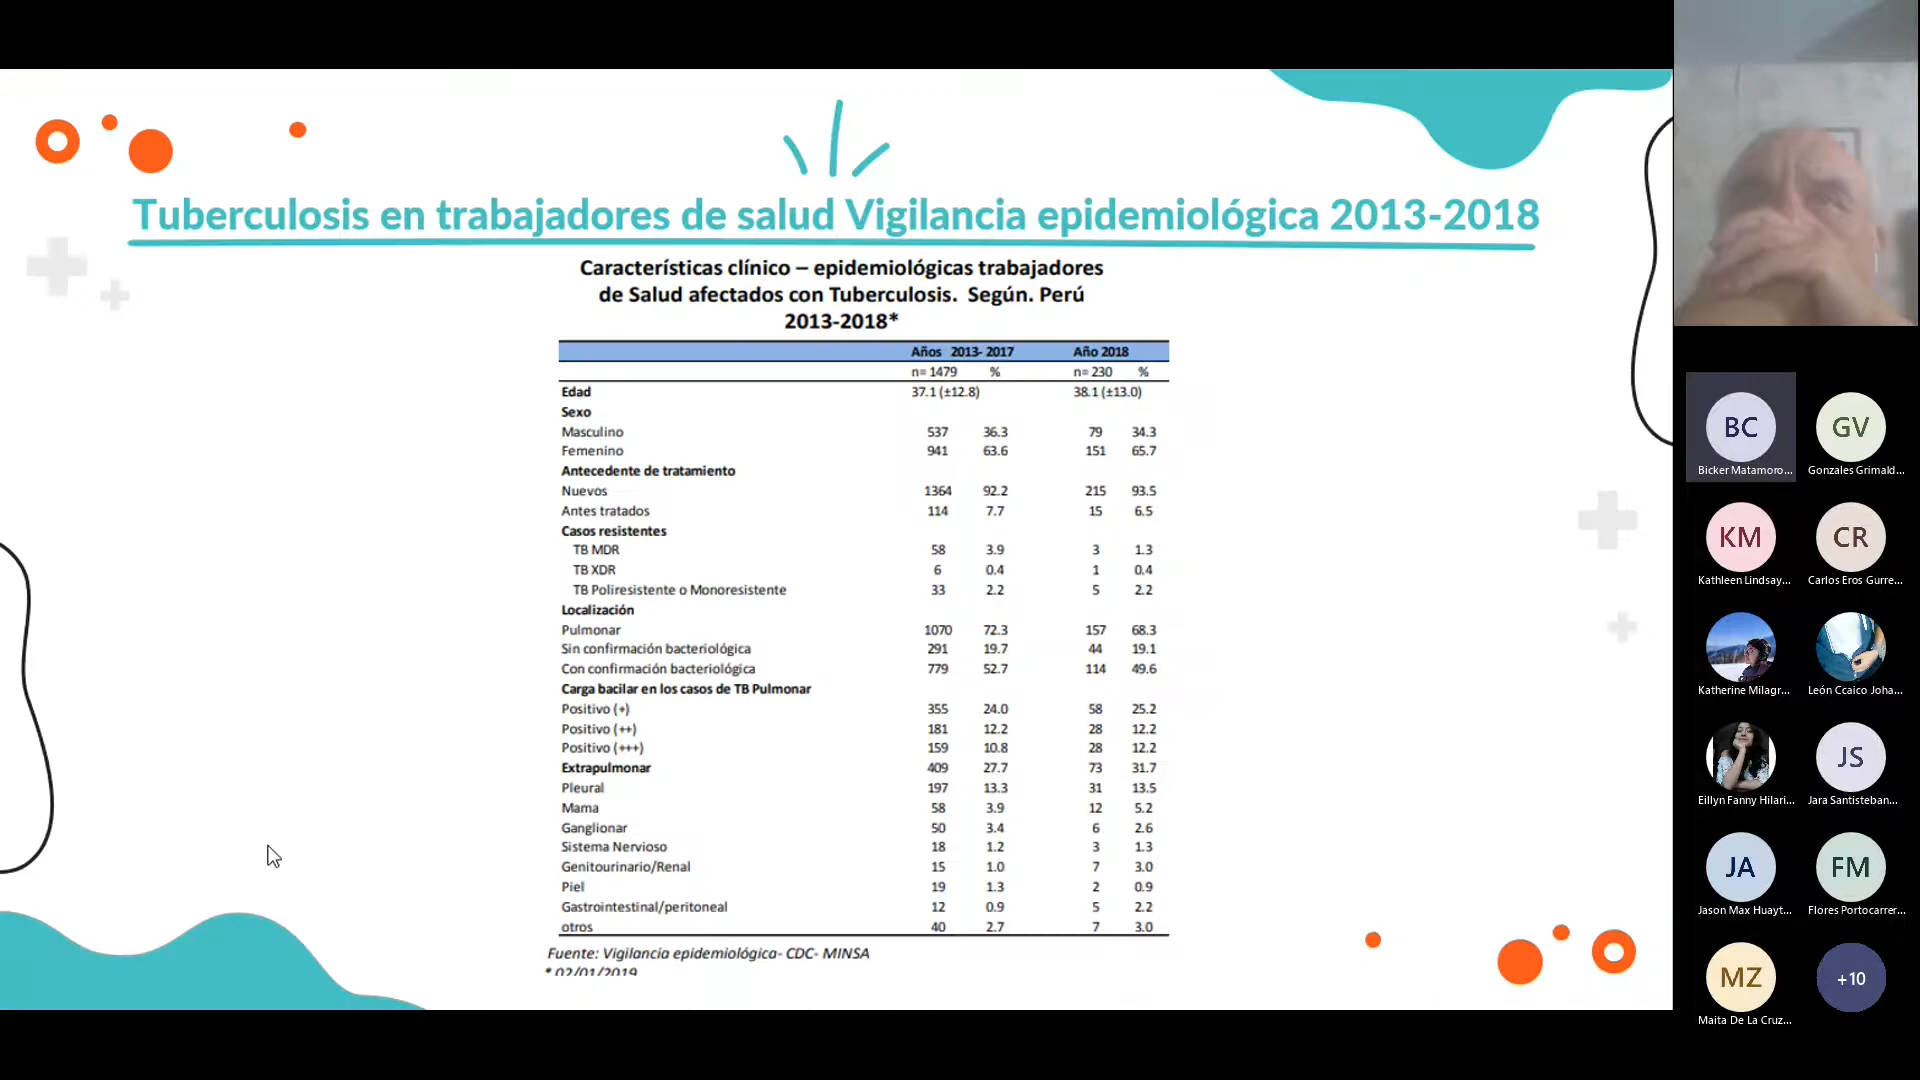 Tuberculosis en trabajadores de salud Vigilancia epidemiológica 2013-2018
Características clínico – epidemiológicas trabajadores
de Salud afectados con Tuberculosis. Según. Perú
2013-2018*
Años 2013- 2017 Año 2018
n= 1479 % n= 230 %
Edad 37.1 (±12.8) 38.1 (±13.0)
Sexo
Masculino 537 36.3 79 34.3
Femenino 941 63.6 151 65.7
Antecedente de tratamiento
Nuevos 1364 92.2 215 93.5
Antes tratados 114 7.7 15 6.5
Casos resistentes
TB MDR 58 3.9 3 1.3
TB XDR 6 0.4 1 0.4
TB Poliresistente o Monoresistente 33 2.2 5 2.2
Localización
Pulmonar 1070 72.3 157 68.3
Sin confirmación bacteriológica 291 19.7 44 19.1
Con confirmación bacteriológica 779 52.7 114 49.6
Carga bacilar en los casos de TB Pulmonar
Positivo (+) 355 24.0 58 25.2
Positivo (++) 181 12.2 28 12.2
Positivo (+++) 159 10.8 28 12.2
Extrapulmonar 409 27.7 73 31.7
Pleural 197 13.3 31 13.5
Mama 58 3.9 12 5.2
Ganglionar 50 3.4 6 2.6
Sistema Nervioso 18 1.2 3 1.3
Genitourinario/Renal 15 1.0 7 3.0
Piel 19 1.3 2 0.9
Gastrointestinal/peritoneal 12 0.9 5 2.2
otros 40 2.7 7 3.0
Fuente: Vigilancia epidemiológica- CDC- MINSA
* 02/01/2019
BC GV
Bicker Matamoro... Gonzales Grimald...
KM CR
Kathleen Lindsay... Carlos Eros Gurre...
Katherine Milagr... León Ccaico Joha...
JS
Eillyn Fanny Hilari... Jara Santisteban...
JA FM
Jason Max Huayt... Flores Portocarrer...
MZ +10
Maita De La Cruz...